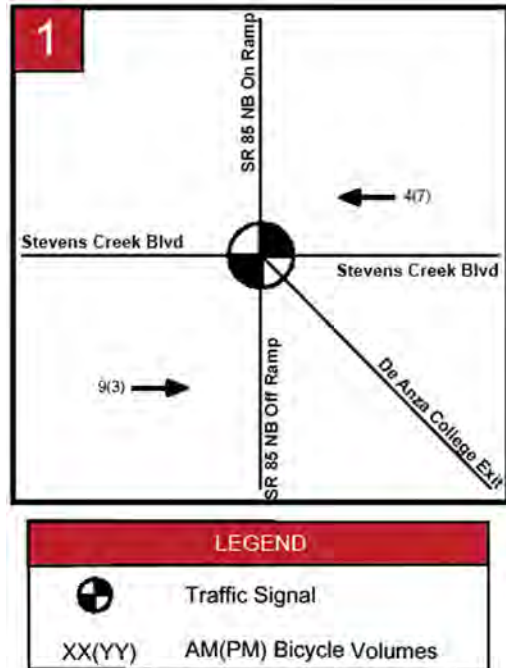 1
SR 85 NB On Ramp
4(7)
Stevens Creek Blvd
Stevens Creek Blvd
9(3)
SR 85 NB Off Ramp
De Anza College Exit
LEGEND
Traffic Signal
XX(YY) AM(PM) Bicycle Volumes